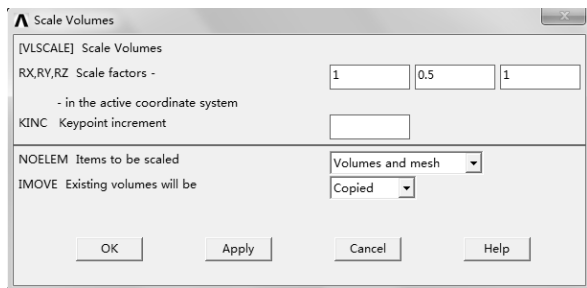 Scale Volumes
[VLSCALE] Scale Volumes
RX,RY,RZ Scale factors - 1 0.5 1
- in the active coordinate system
KINC Keypoint increment
NOELEM Items to be scaled Volumes and mesh
IMOVE Existing volumes will be Copied
OK Apply Cancel Help